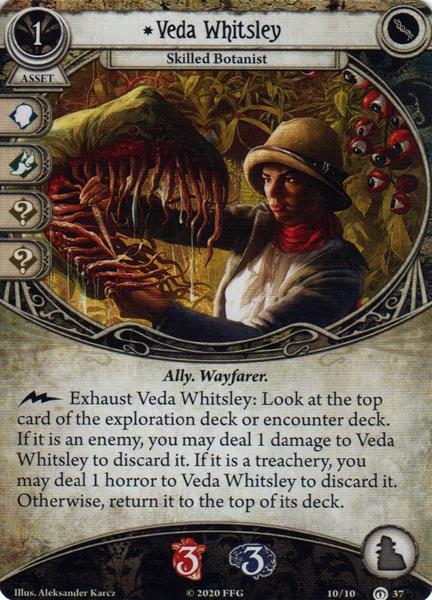 1
Veda Whitsley
Skilled Botanist
ASSET
?
?
Ally. Wayfarer.
Exhaust Veda Whitsley: Look at the top
card of the exploration deck or encounter deck.
If it is an enemy, you may deal 1 damage to Veda
Whitsley to discard it. If it is a treachery, you
may deal 1 horror to Veda Whitsley to discard it.
Otherwise, return it to the top of its deck.
3 3
Illus. Aleksander Karcz © 2020 FFG 10/10 37